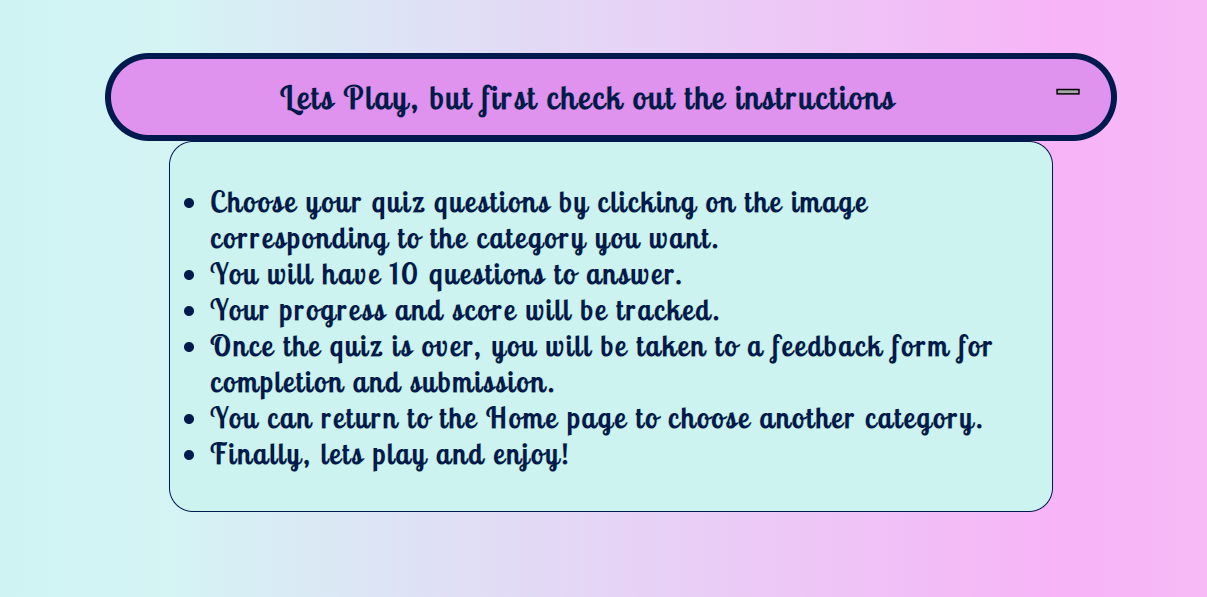 Lets Play, but first check out the instructions
Choose your quiz questions by clicking on the image
corresponding to the category you want.
You will have 10 questions to answer.
Your progress and score will be tracked.
Once the quiz is over, you will be taken to a feedback form for
completion and submission.
You can return to the Home page to choose another category.
Finally, lets play and enjoy!